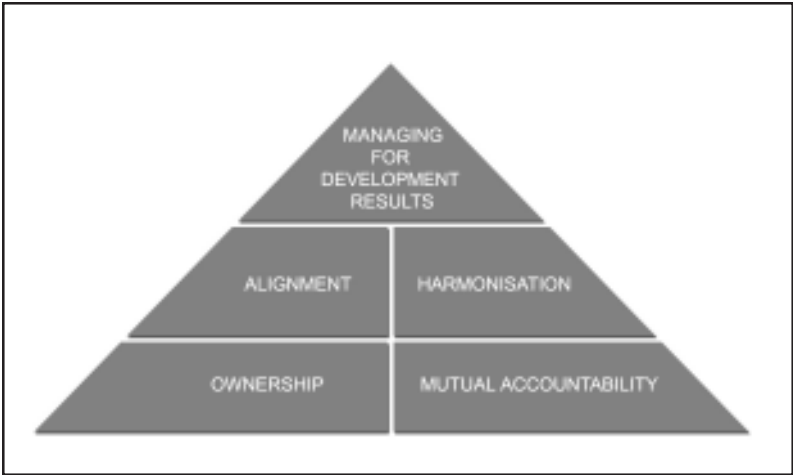 MANAGING
FOR
DEVELOPMENT
RESULTS
ALIGNMENT
HARMONISATION
OWNERSHIP
MUTUAL ACCOUNTABILITY